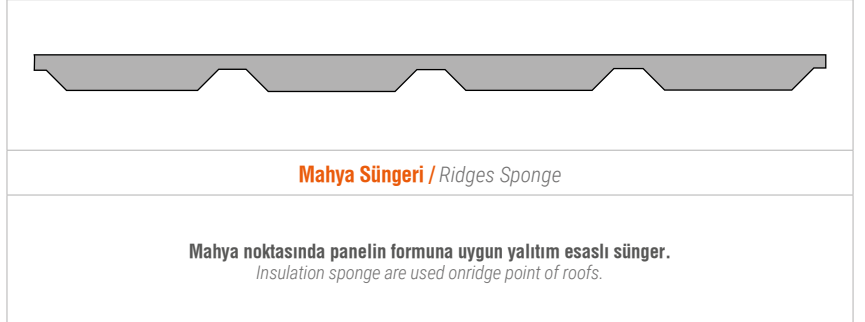 Mahya Süngeri / Ridges Sponge
Mahya noktasında panelin formuna uygun yalıtım esaslı sünger.
Insulation sponge are used onridge point of roofs.